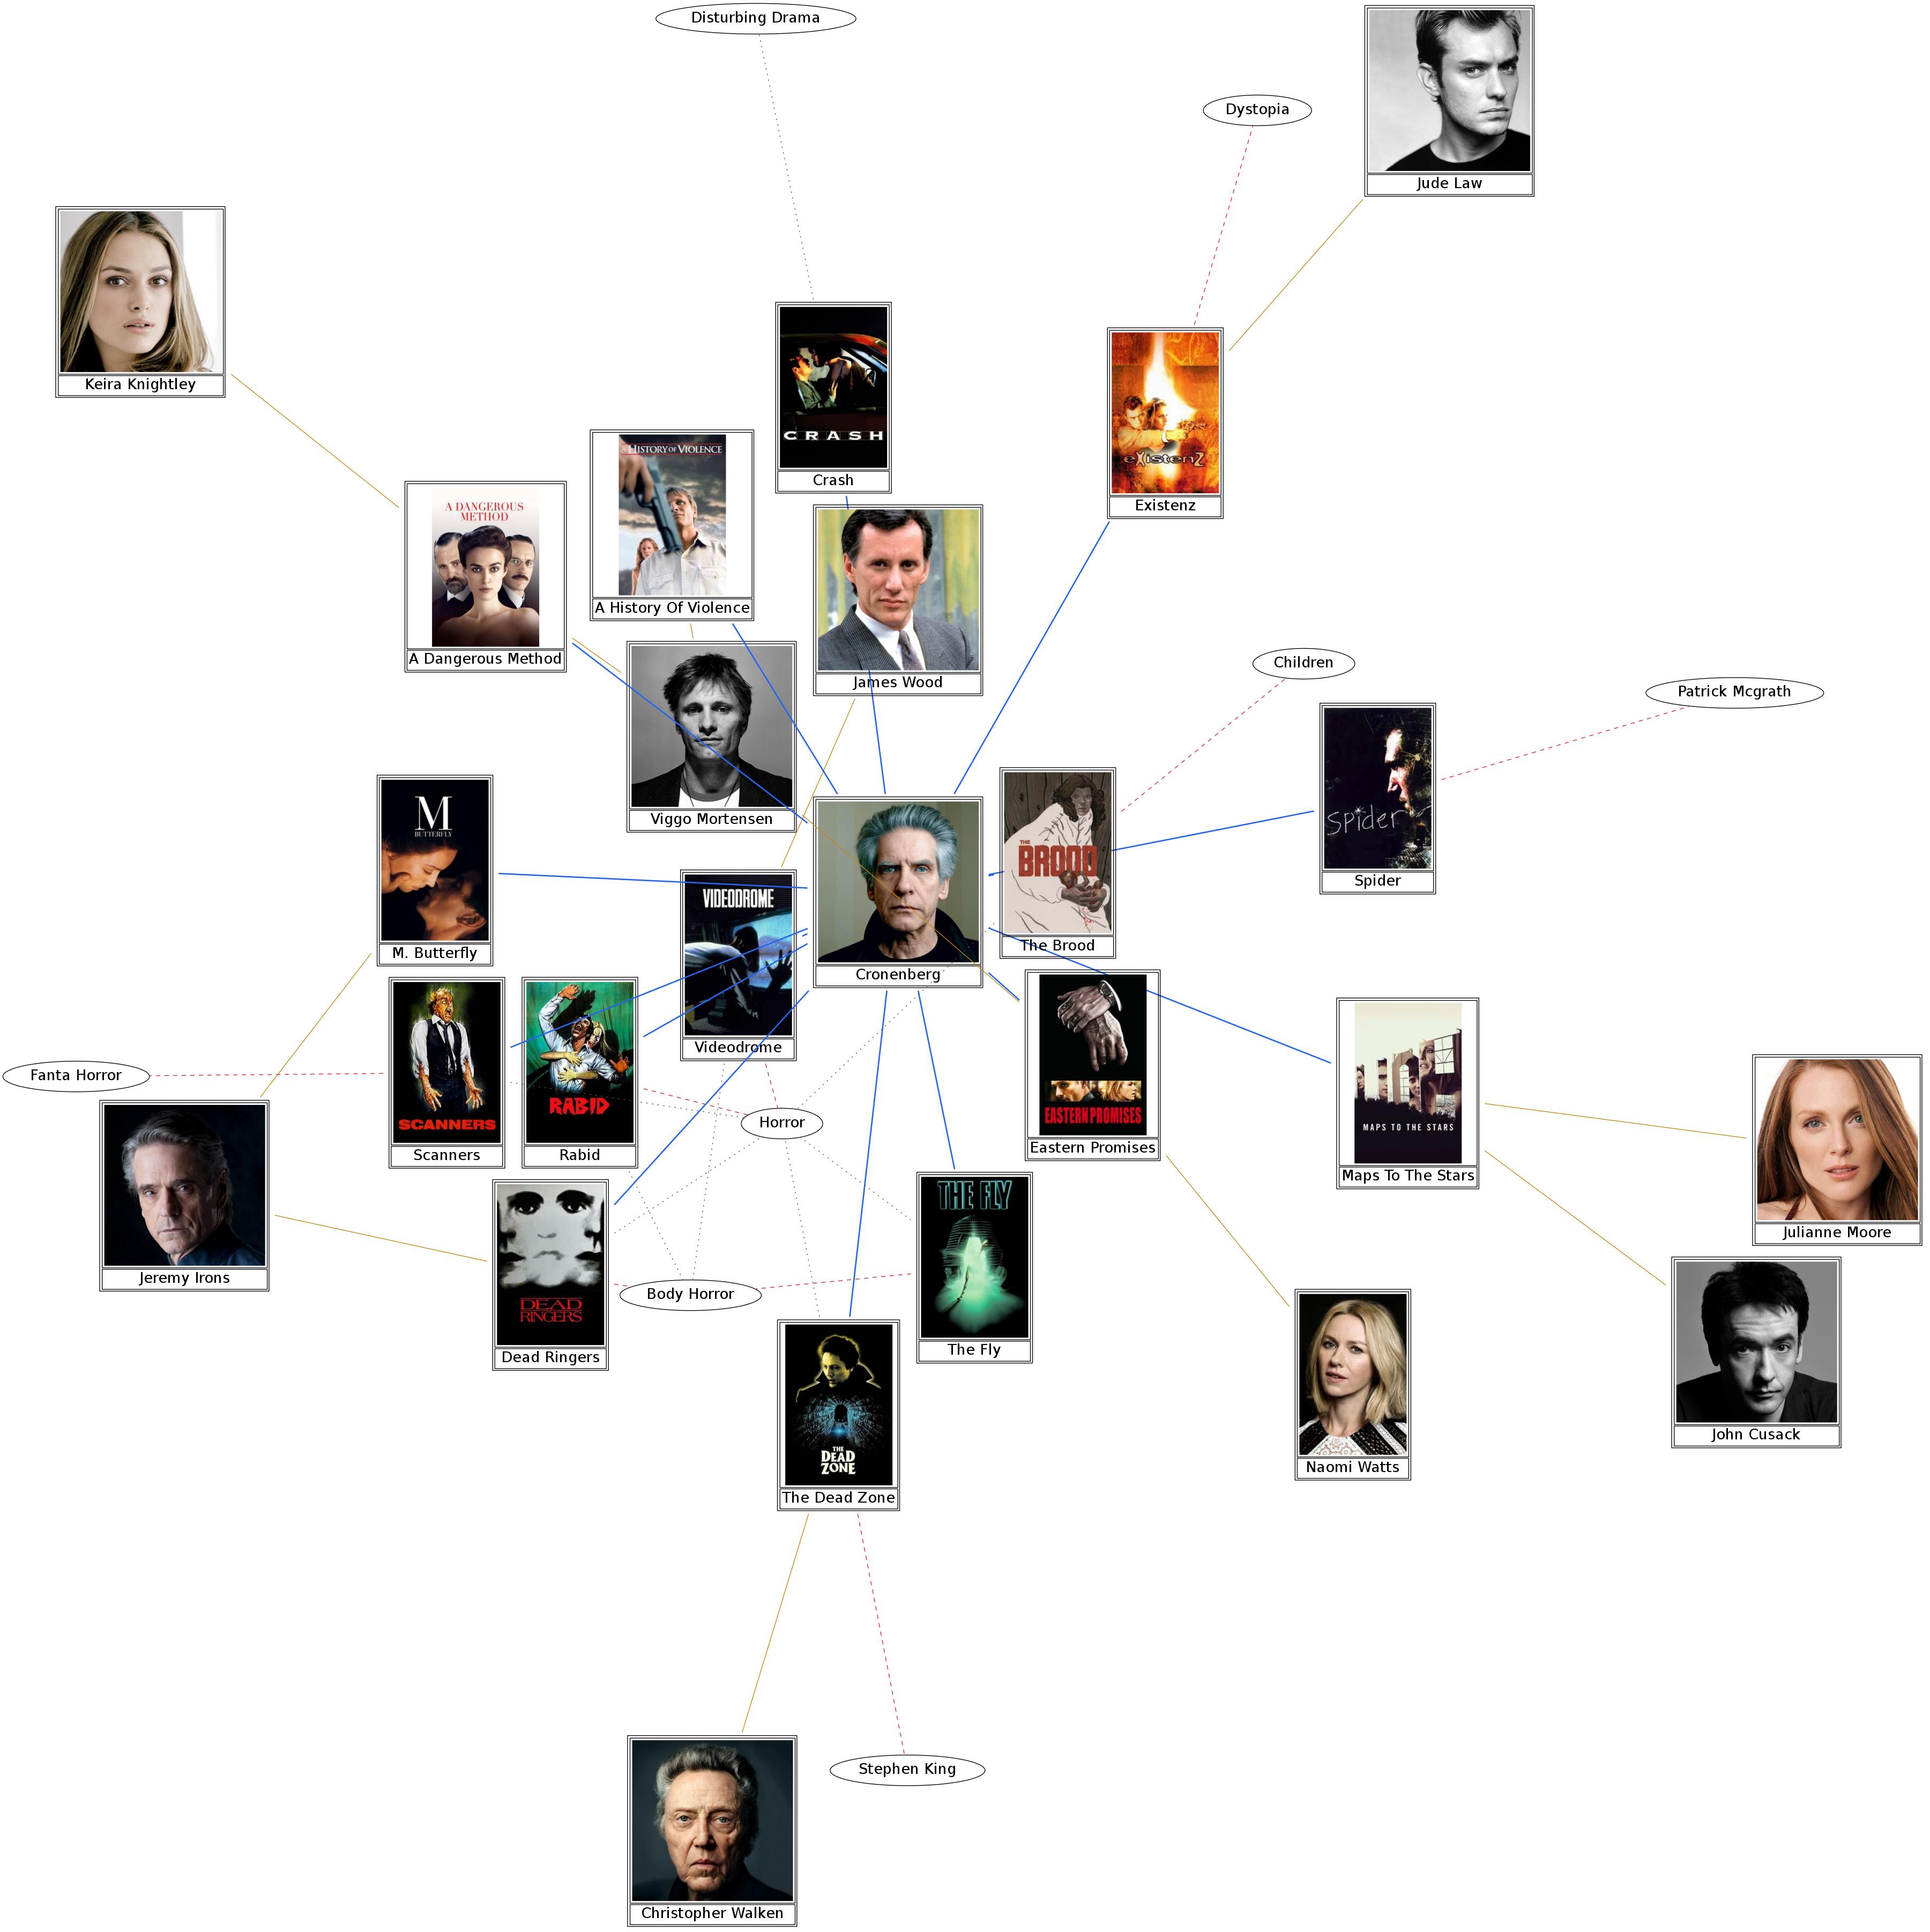 Disturbing Drama
Dystopia
Jude Law
Keira Knightley
CRASH
Crash
eXistenZ
Existenz
A HISTORY OF VIOLENCE
A History Of Violence
A DANGEROUS
METHOD
A Dangerous Method
James Wood
Children
Patrick Mcgrath
Viggo Mortensen
M
BUTTERFLY
M. Butterfly
Spider
Spider
THE
BROOD
The Brood
Cronenberg
VIDEODROME
Videodrome
Fanta Horror
SCANNERS
Scanners
RABID
Rabid
Horror
EASTERN PROMISES
Eastern Promises
MAPS TO THE STARS
Maps To The Stars
Julianne Moore
Jeremy Irons
DEAD
RINGERS
Dead Ringers
Body Horror
THE FLY
The Fly
THE
DEAD
ZONE
The Dead Zone
Naomi Watts
John Cusack
Stephen King
Christopher Walken